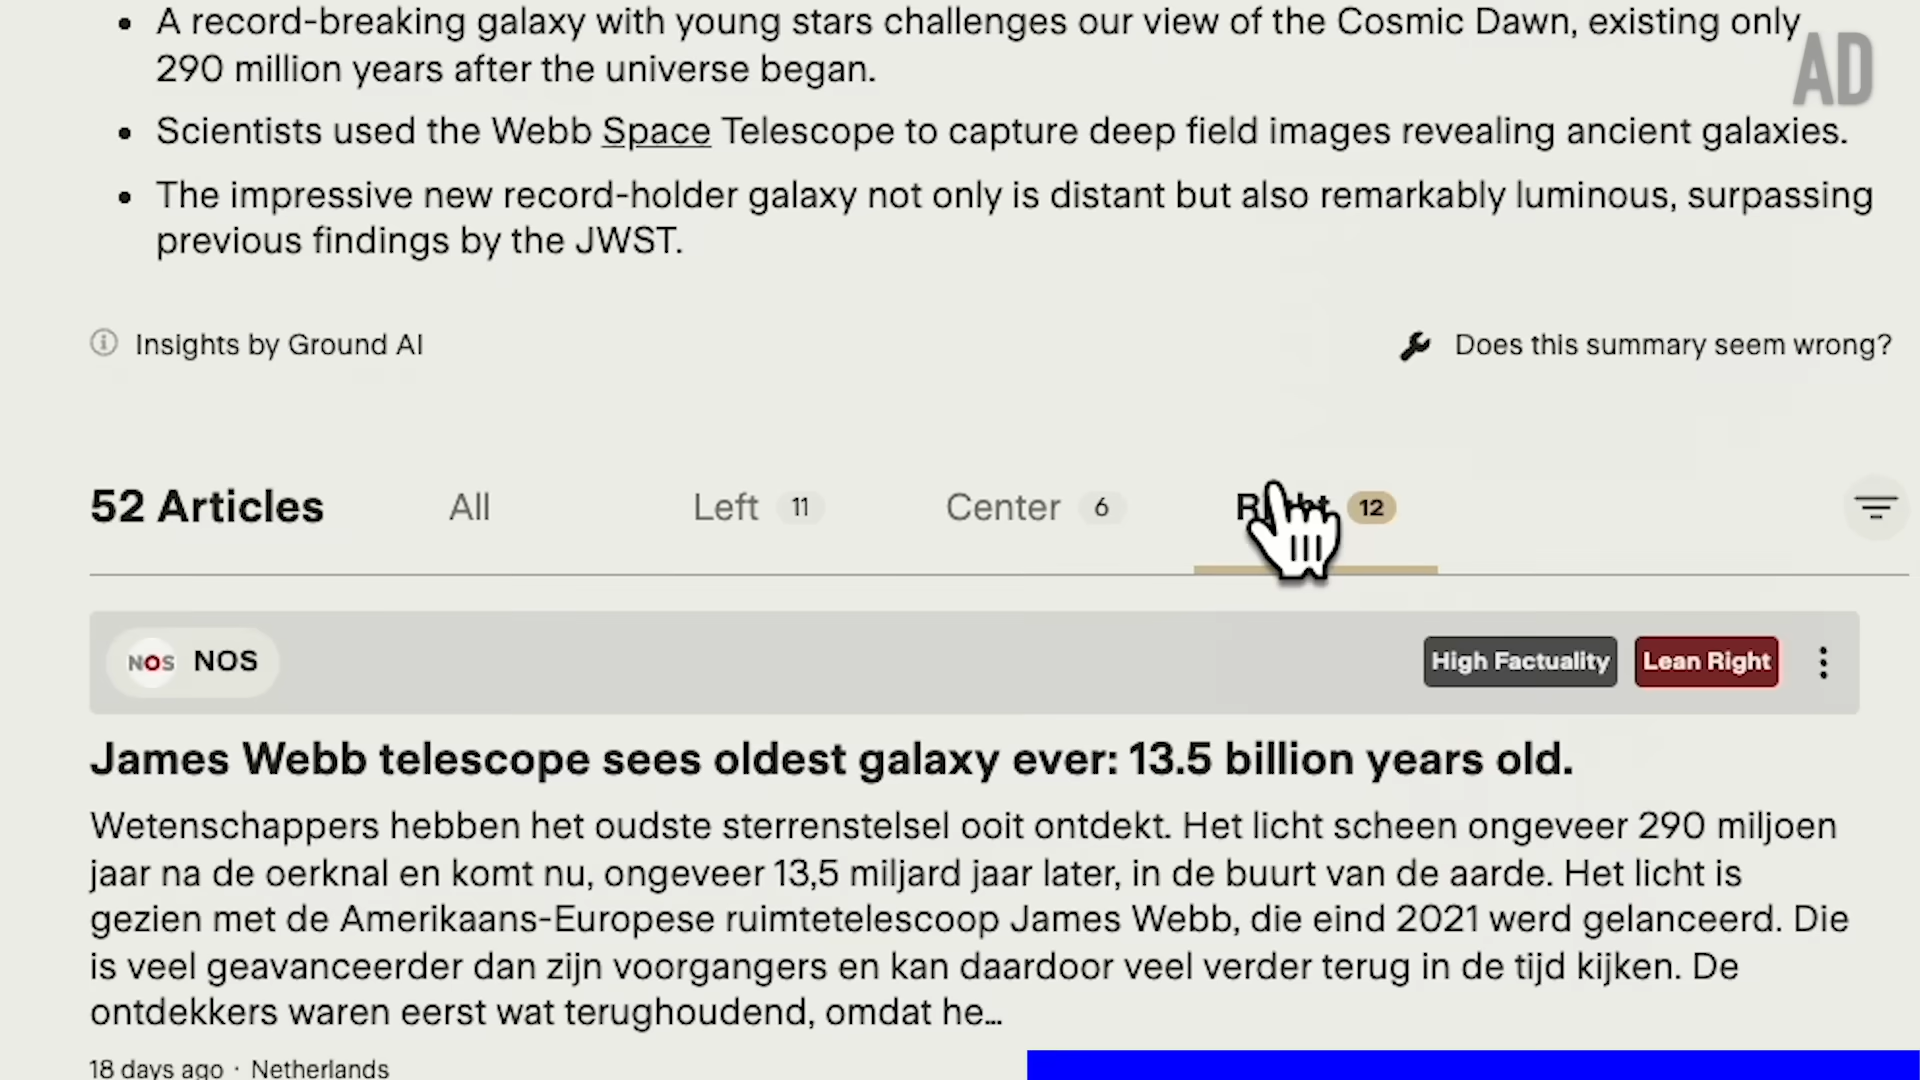 A record-breaking galaxy with young stars challenges our view of the Cosmic Dawn, existing only
290 million years after the universe began.
AD
Scientists used the Webb Space Telescope to capture deep field images revealing ancient galaxies.
The impressive new record-holder galaxy not only is distant but also remarkably luminous, surpassing
previous findings by the JWST.
Insights by Ground AI
Does this summary seem wrong?
52 Articles All Left 11 Center 6 Right 12
NOS NOS High Factuality Lean Right
James Webb telescope sees oldest galaxy ever: 13.5 billion years old.
Wetenschappers hebben het oudste sterrenstelsel ooit ontdekt. Het licht scheen ongeveer 290 miljoen
jaar na de oerknal en komt nu, ongeveer 13,5 miljard jaar later, in de buurt van de aarde. Het licht is
gezien met de Amerikaans-Europese ruimtetelescoop James Webb, die eind 2021 werd gelanceerd. Die
is veel geavanceerder dan zijn voorgangers en kan daardoor veel verder terug in de tijd kijken. De
ontdekkers waren eerst wat terughoudend, omdat he...
18 days ago · Netherlands